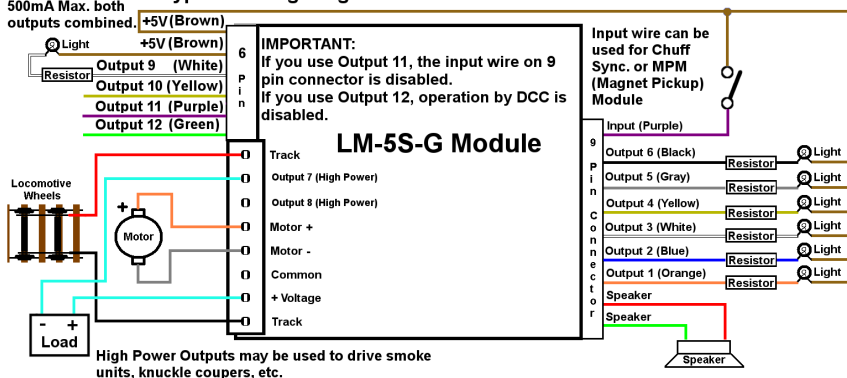 500mA Max. both
outputs combined.
+5V (Brown)
+5V (Brown)
Light
Output 9 (White)
Resistor
Output 10 (Yellow)
Output 11 (Purple)
Output 12 (Green)
6 Pin
IMPORTANT:
If you use Output 11, the input wire on 9
pin connector is disabled.
If you use Output 12, operation by DCC is
disabled.
LM-5S-G Module
Input wire can be
used for Chuff
Sync. or MPM
(Magnet Pickup)
Module
Track
Output 7 (High Power)
Output 8 (High Power)
Motor +
Motor -
Common
+ Voltage
Track
Locomotive
Wheels
+
Motor
- +
Load
High Power Outputs may be used to drive smoke
units, knuckle coupers, etc.
9 Pin Connector
Input (Purple)
Output 6 (Black)
Resistor
Light
Output 5 (Gray)
Resistor
Light
Output 4 (Yellow)
Resistor
Light
Output 3 (White)
Resistor
Light
Output 2 (Blue)
Resistor
Light
Output 1 (Orange)
Resistor
Light
Speaker
Speaker
Speaker